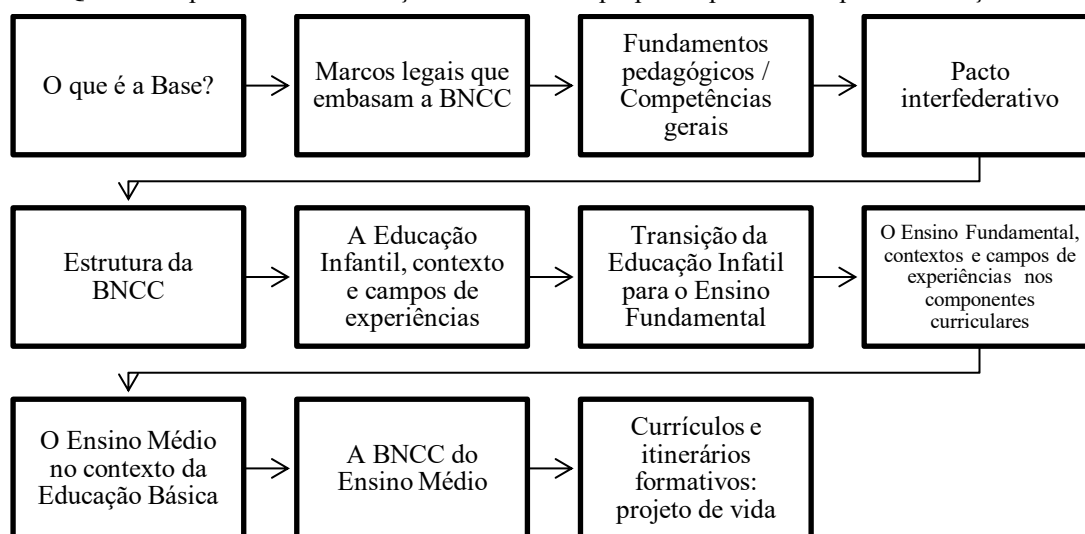 O que é a Base?
Marcos legais que
embasam a BNCC
Fundamentos
pedagógicos /
Competências
gerais
Pacto
interfederativo
Estrutura da
BNCC
A Educação
Infantil, contexto
e campos de
experiências
Transição da
Educação Infatil
para o Ensino
Fundamental
O Ensino Fundamental,
contextos e campos de
experiências nos
componentes
curriculares
O Ensino Médio
no contexto da
Educação Básica
A BNCC do
Ensino Médio
Currículos e
itinerários
formativos:
projeto de vida